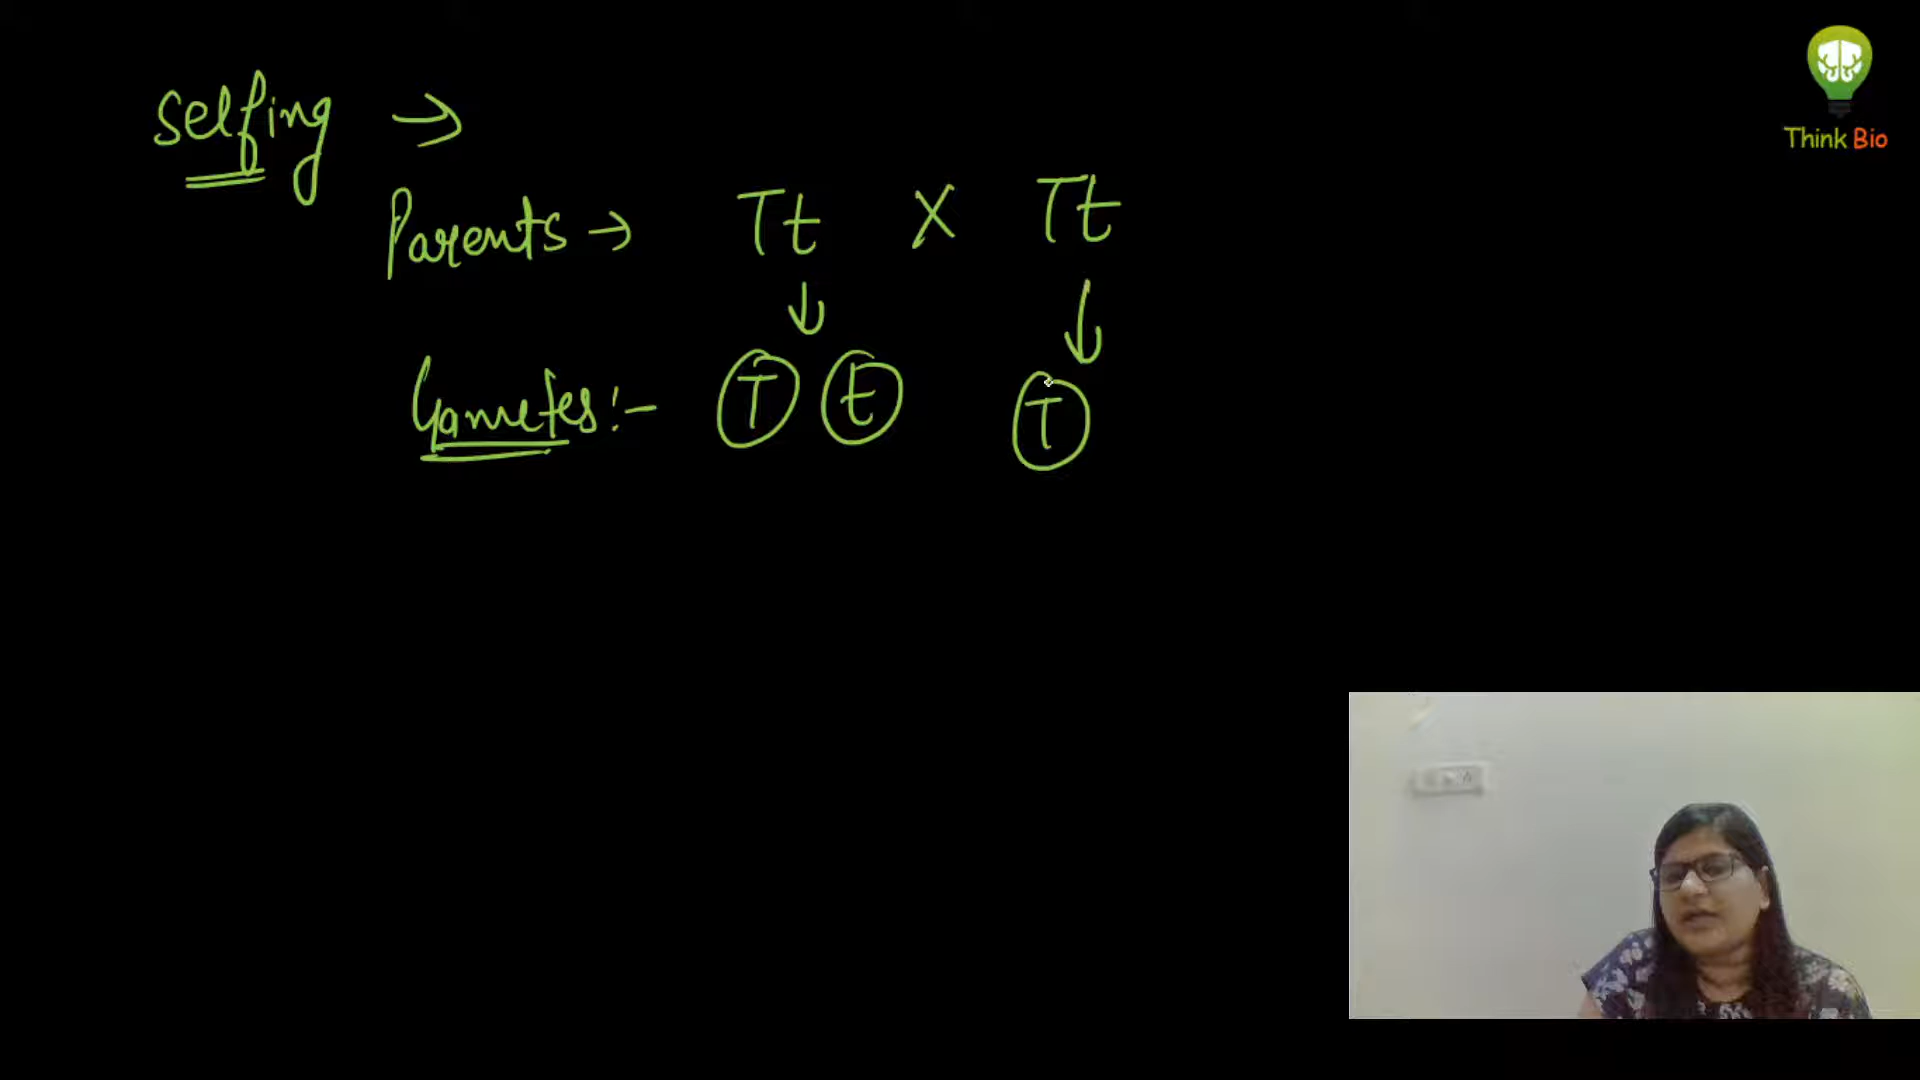 Selfing →
Think Bio
Parents → Tt X Tt
↓ ↓
Gametes:- T t T